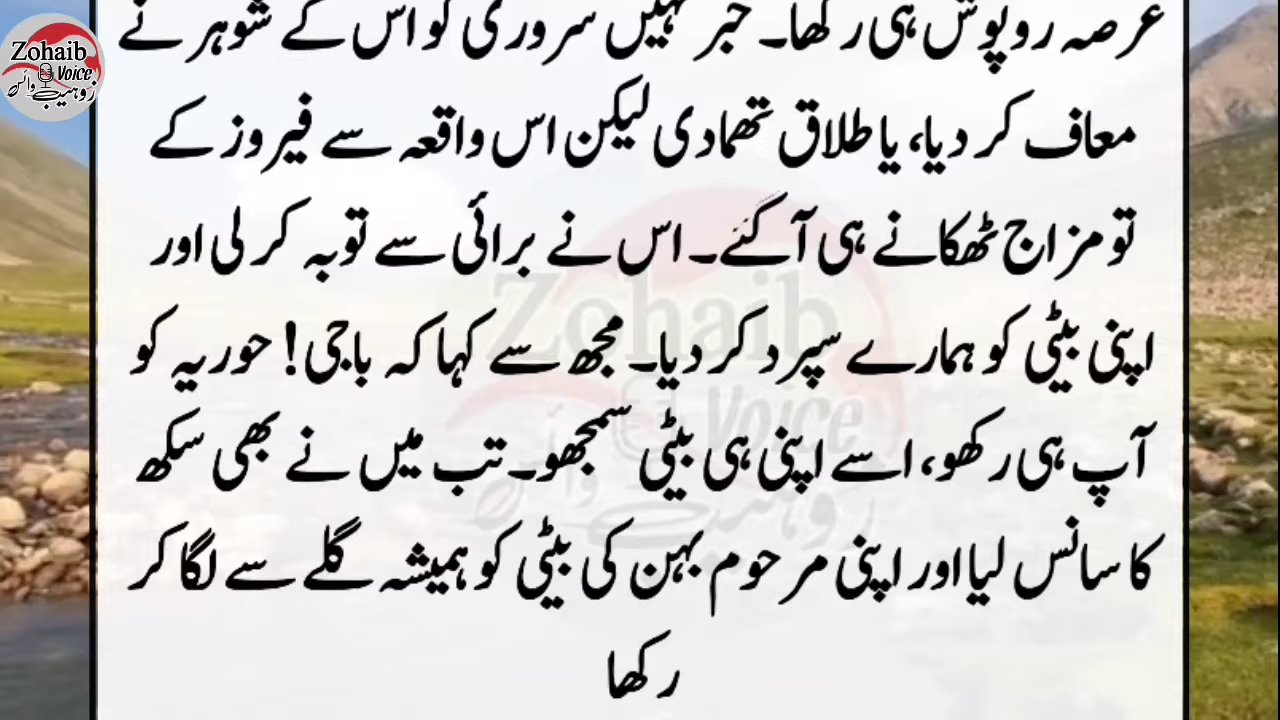 Zohaib
Voice
زوہیب وائس
عرصہ روپوش ہی رکھا۔ خبر نہیں سروری کو اس کے شوہر نے
معاف کر دیا، یا طلاق تھمادی لیکن اس واقعہ سے فیروز کے
تو مزاج ٹھکانے ہی آ گئے۔ اس نے برائی سے توبہ کر لی اور
اپنی بیٹی کو ہمارے سپرد کر دیا۔ مجھ سے کہا کہ باجی! حوریہ کو
آپ ہی رکھو، اسے اپنی ہی بیٹی سمجھو۔ تب میں نے بھی سکھ
کا سانس لیا اور اپنی مرحوم بہن کی بیٹی کو ہمیشہ گلے سے لگا کر
رکھا
Zohaib
Voice
زوہیب وائس